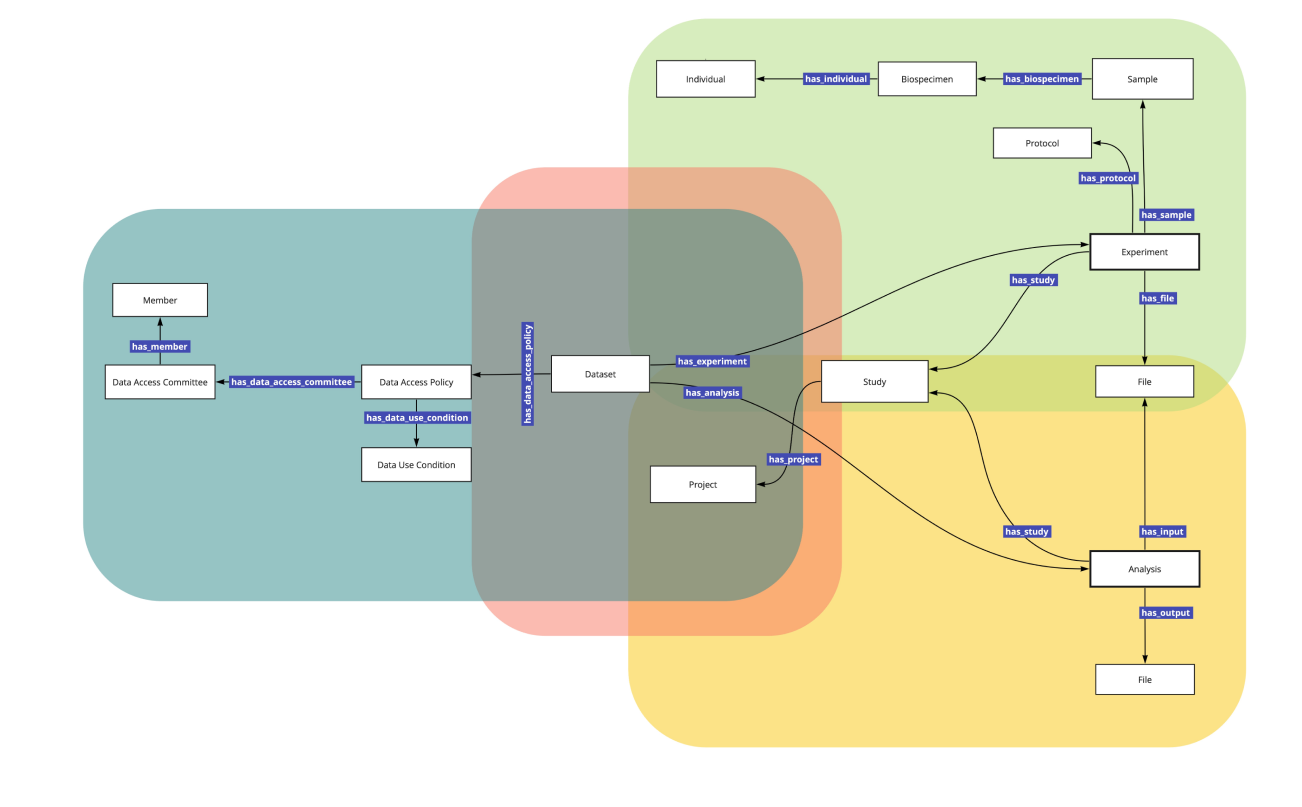 Individual
has_individual
Biospecimen
has_biospecimen
Sample
Protocol
has_protocol
has_sample
Experiment
has_study
has_file
Member
has_member
Data Access Committee
has_data_access_committee
Data Access Policy
has_data_access_policy
Dataset
has_experiment
has_analysis
Study
File
has_data_use_condition
Data Use Condition
has_project
Project
has_study
has_input
Analysis
has_output
File